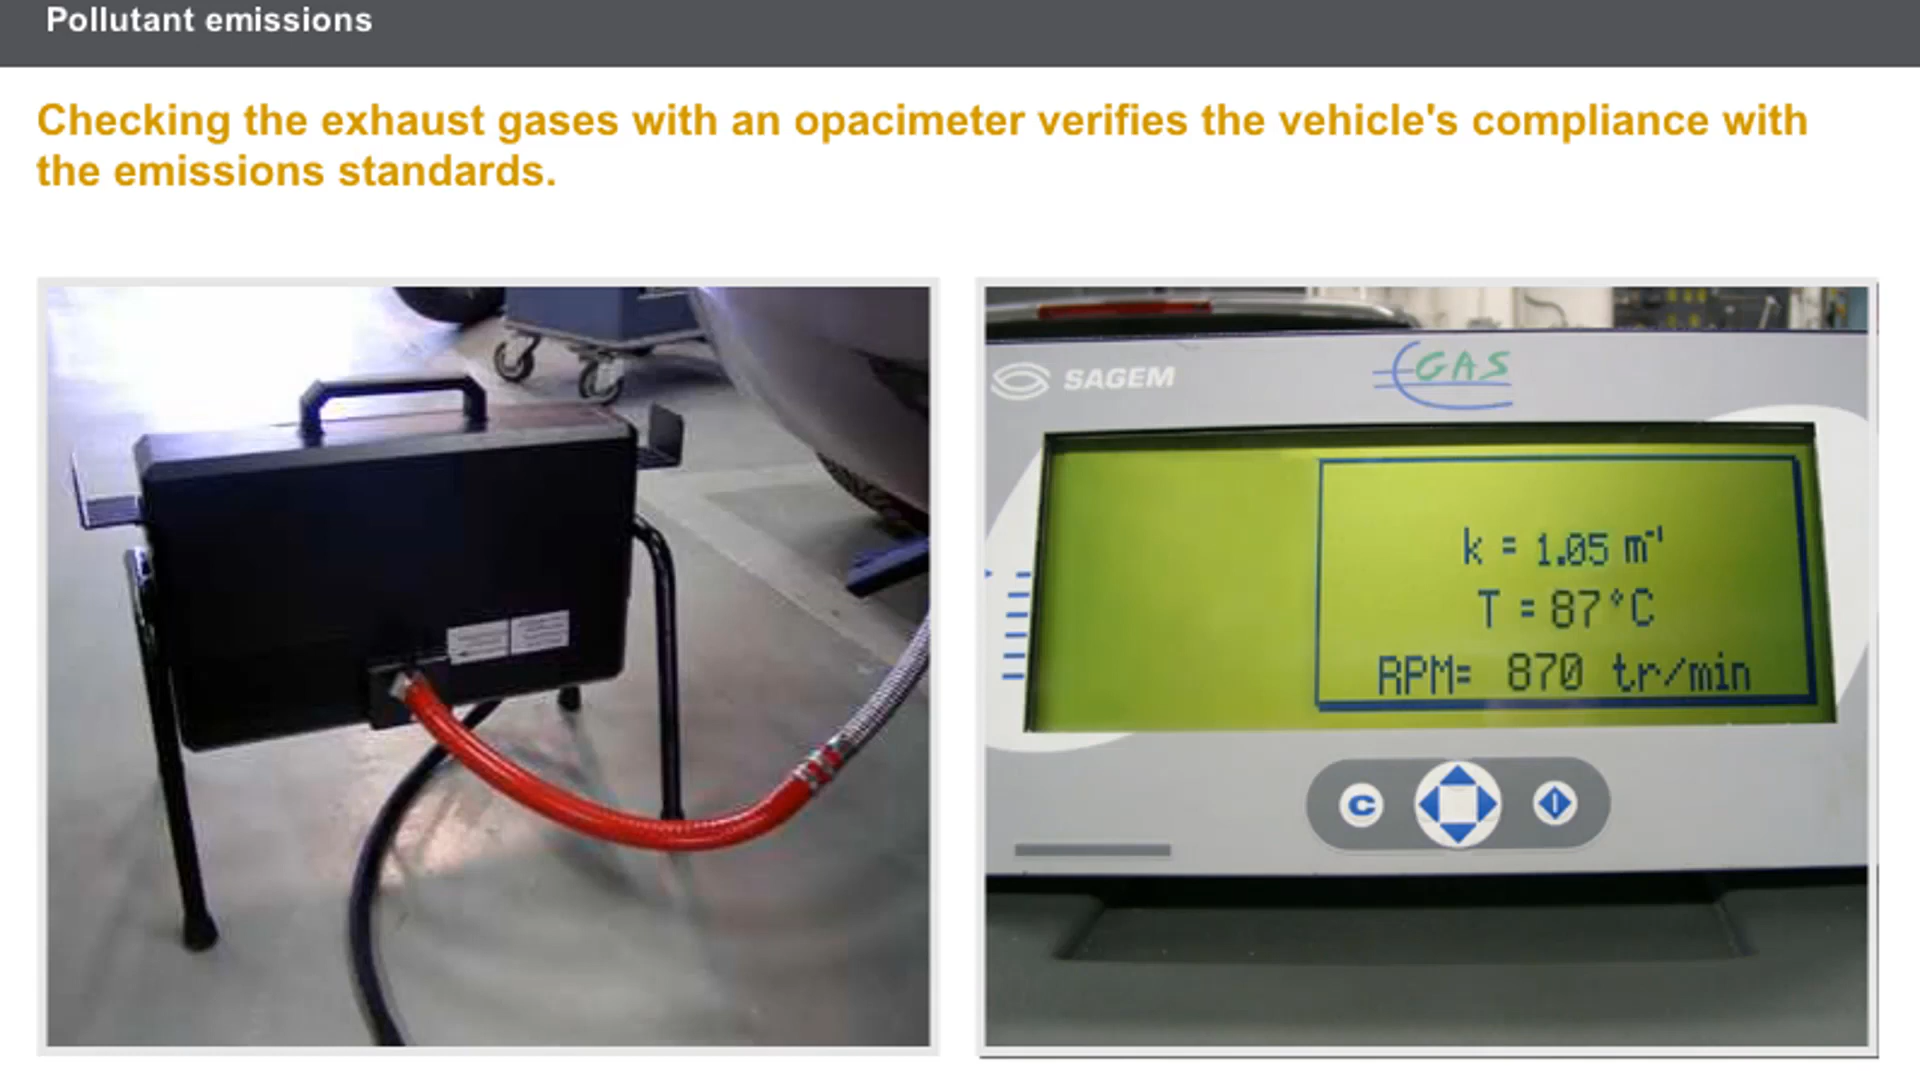 Pollutant emissions
Checking the exhaust gases with an opacimeter verifies the vehicle's compliance with
the emissions standards.
SAGEM
GAS
k = 1.05 m⁻¹
T = 87°C
RPM= 870 tr/min
C